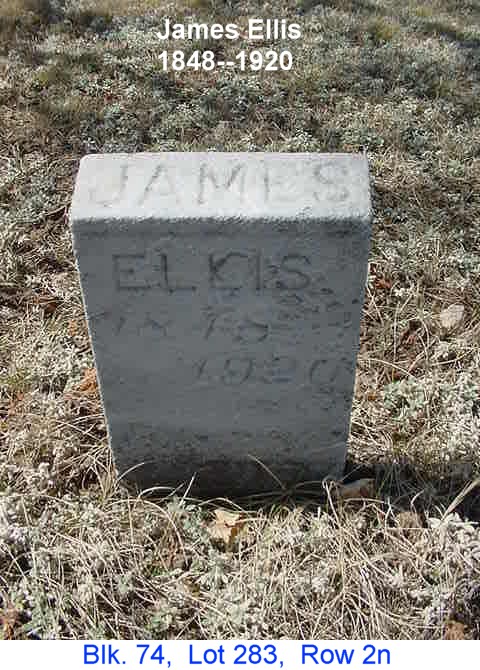 James Ellis
1848--1920
JAMES
ELLIS
1920
Blk. 74, Lot 283, Row 2n